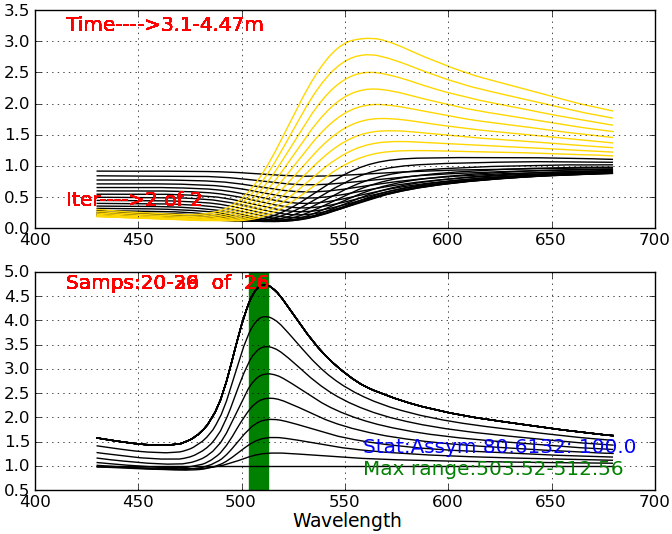 3.5
Time---->3.1-4.47m
3.0
2.5
2.0
1.5
1.0
0.5
Iter---->2 of 2
0.0
400 450 500 550 600 650 700
5.0
Samps:20- of
4.5
4.0
3.5
3.0
2.5
2.0
1.5
Stat:Assym 80.6132: 100.0
1.0
Max range:503.52-512.56
0.5
400 450 500 550 600 650 700
Wavelength